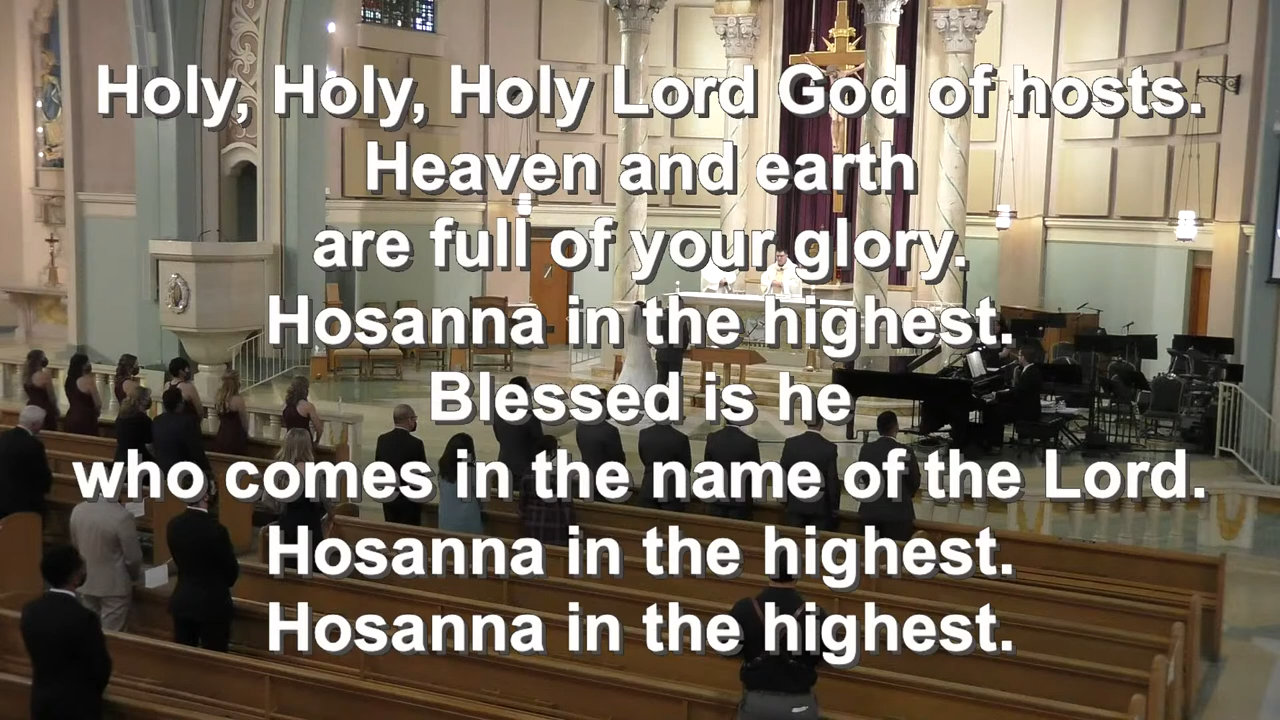 Holy, Holy, Holy Lord God of hosts.
Heaven and earth
are full of your glory.
Hosanna in the highest.
Blessed is he
who comes in the name of the Lord.
Hosanna in the highest.
Hosanna in the highest.